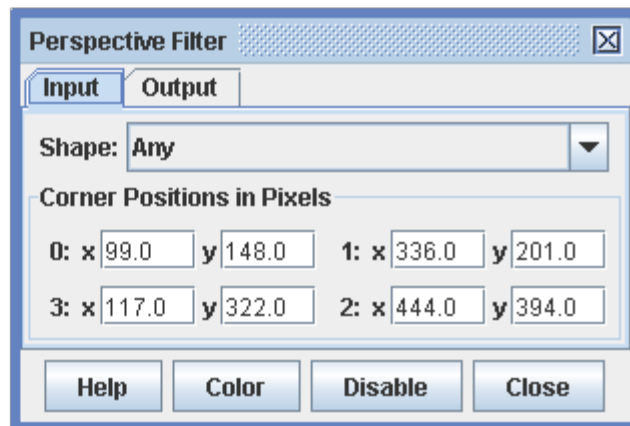 Perspective Filter
Input Output
Shape: Any
Corner Positions in Pixels
0: x 99.0 y 148.0 1: x 336.0 y 201.0
3: x 117.0 y 322.0 2: x 444.0 y 394.0
Help Color Disable Close